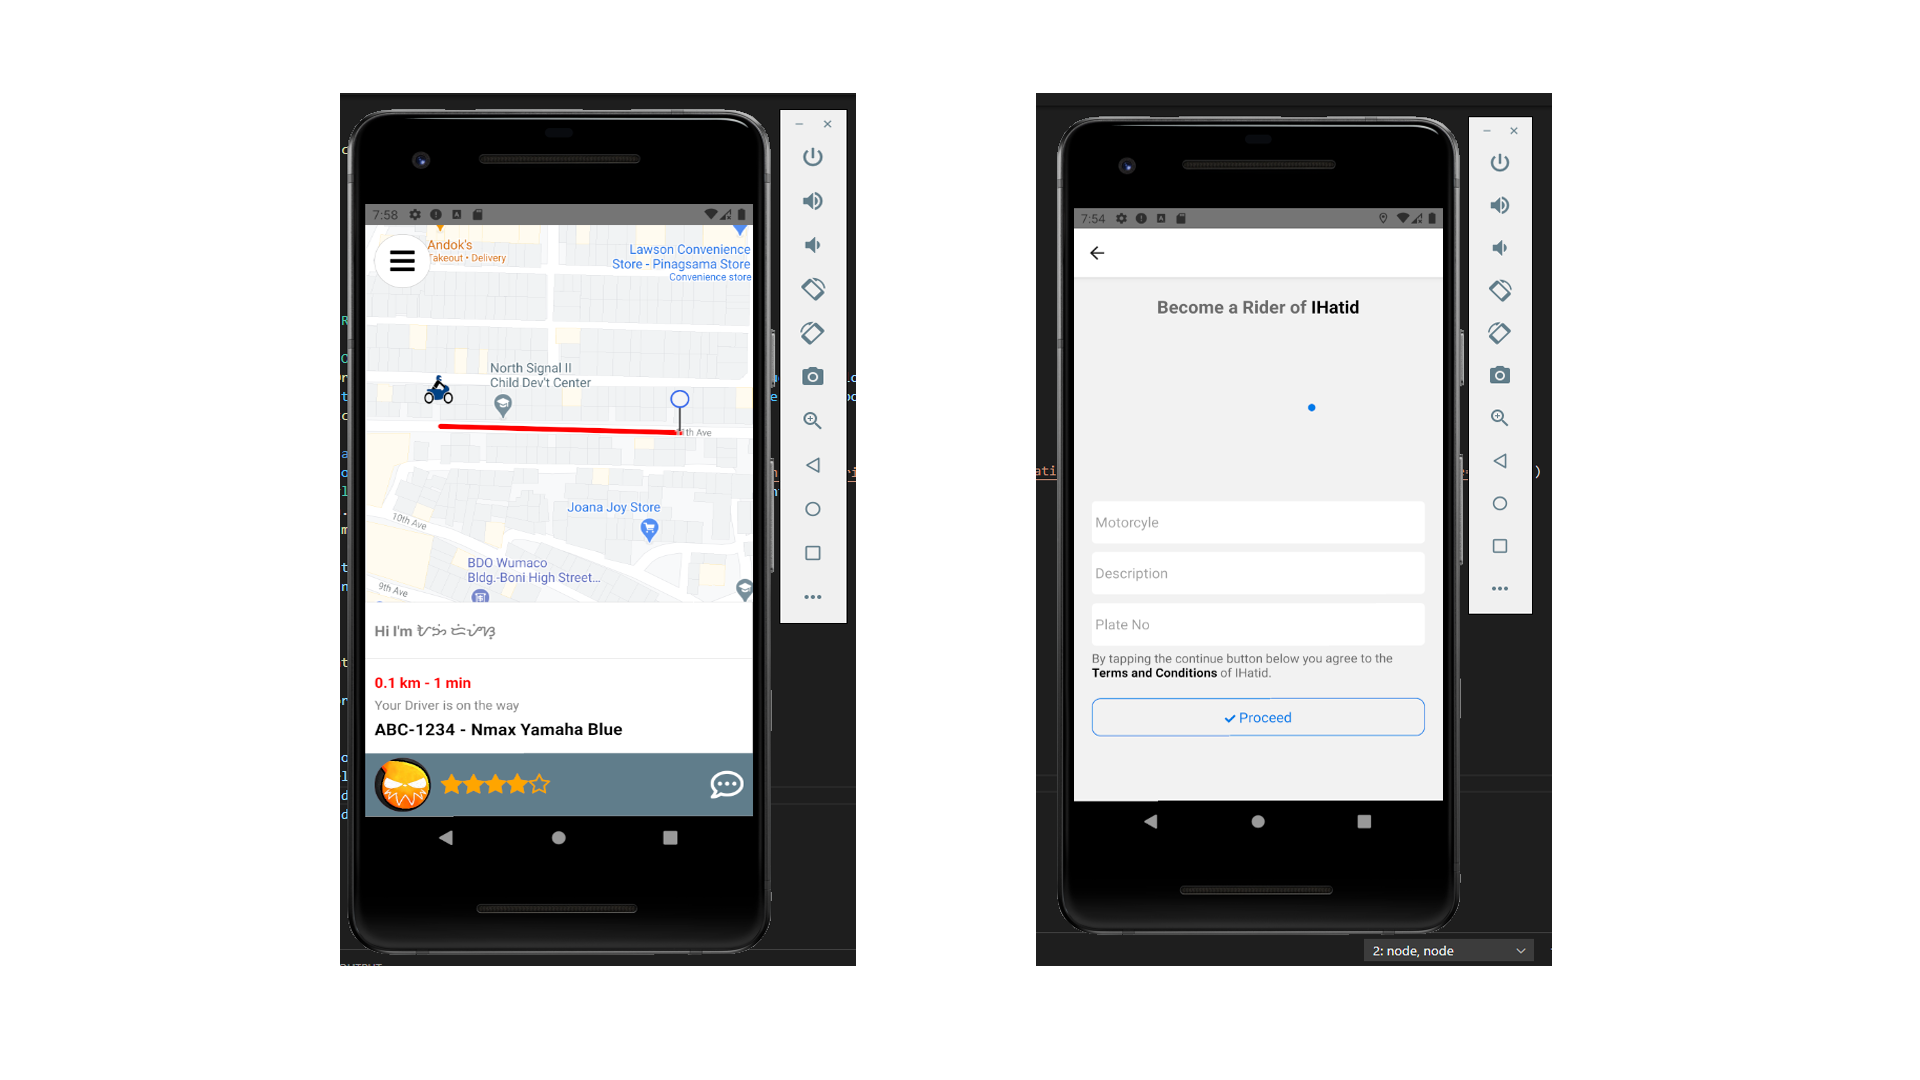 7:58
Andok's
Takeout • Delivery
Lawson Convenience
Store - Pinagsama Store
Convenience store
North Signal II
Child Dev't Center
th Ave
Joana Joy Store
10th Ave
BDO Wumaco
Bldg.-Boni High Street...
9th Ave
Hi I'm
0.1 km - 1 min
Your Driver is on the way
ABC-1234 - Nmax Yamaha Blue
7:54
Become a Rider of IHatid
Motorcyle
Description
Plate No
By tapping the continue button below you agree to the
Terms and Conditions of IHatid.
Proceed
2: node, node